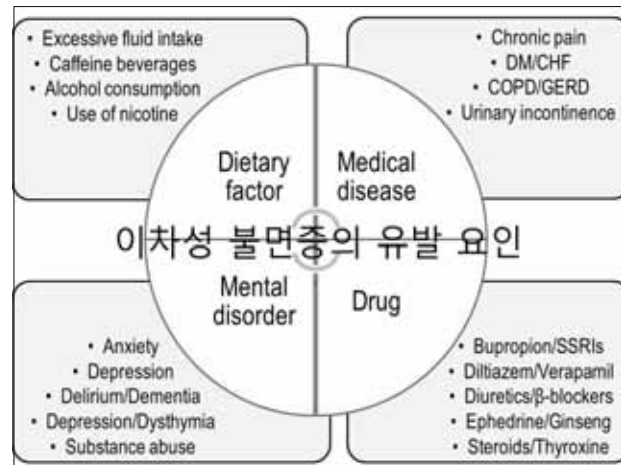 Excessive fluid intake
Caffeine beverages
Alcohol consumption
Use of nicotine
Chronic pain
DM/CHF
COPD/GERD
Urinary incontinence
Dietary
factor
Medical
disease
이차성 불면증의 유발 요인
Mental
disorder
Drug
Anxiety
Depression
Delirium/Dementia
Depression/Dysthymia
Substance abuse
Bupropion/SSRIs
Diltiazem/Verapamil
Diuretics/β-blockers
Ephedrine/Ginseng
Steroids/Thyroxine